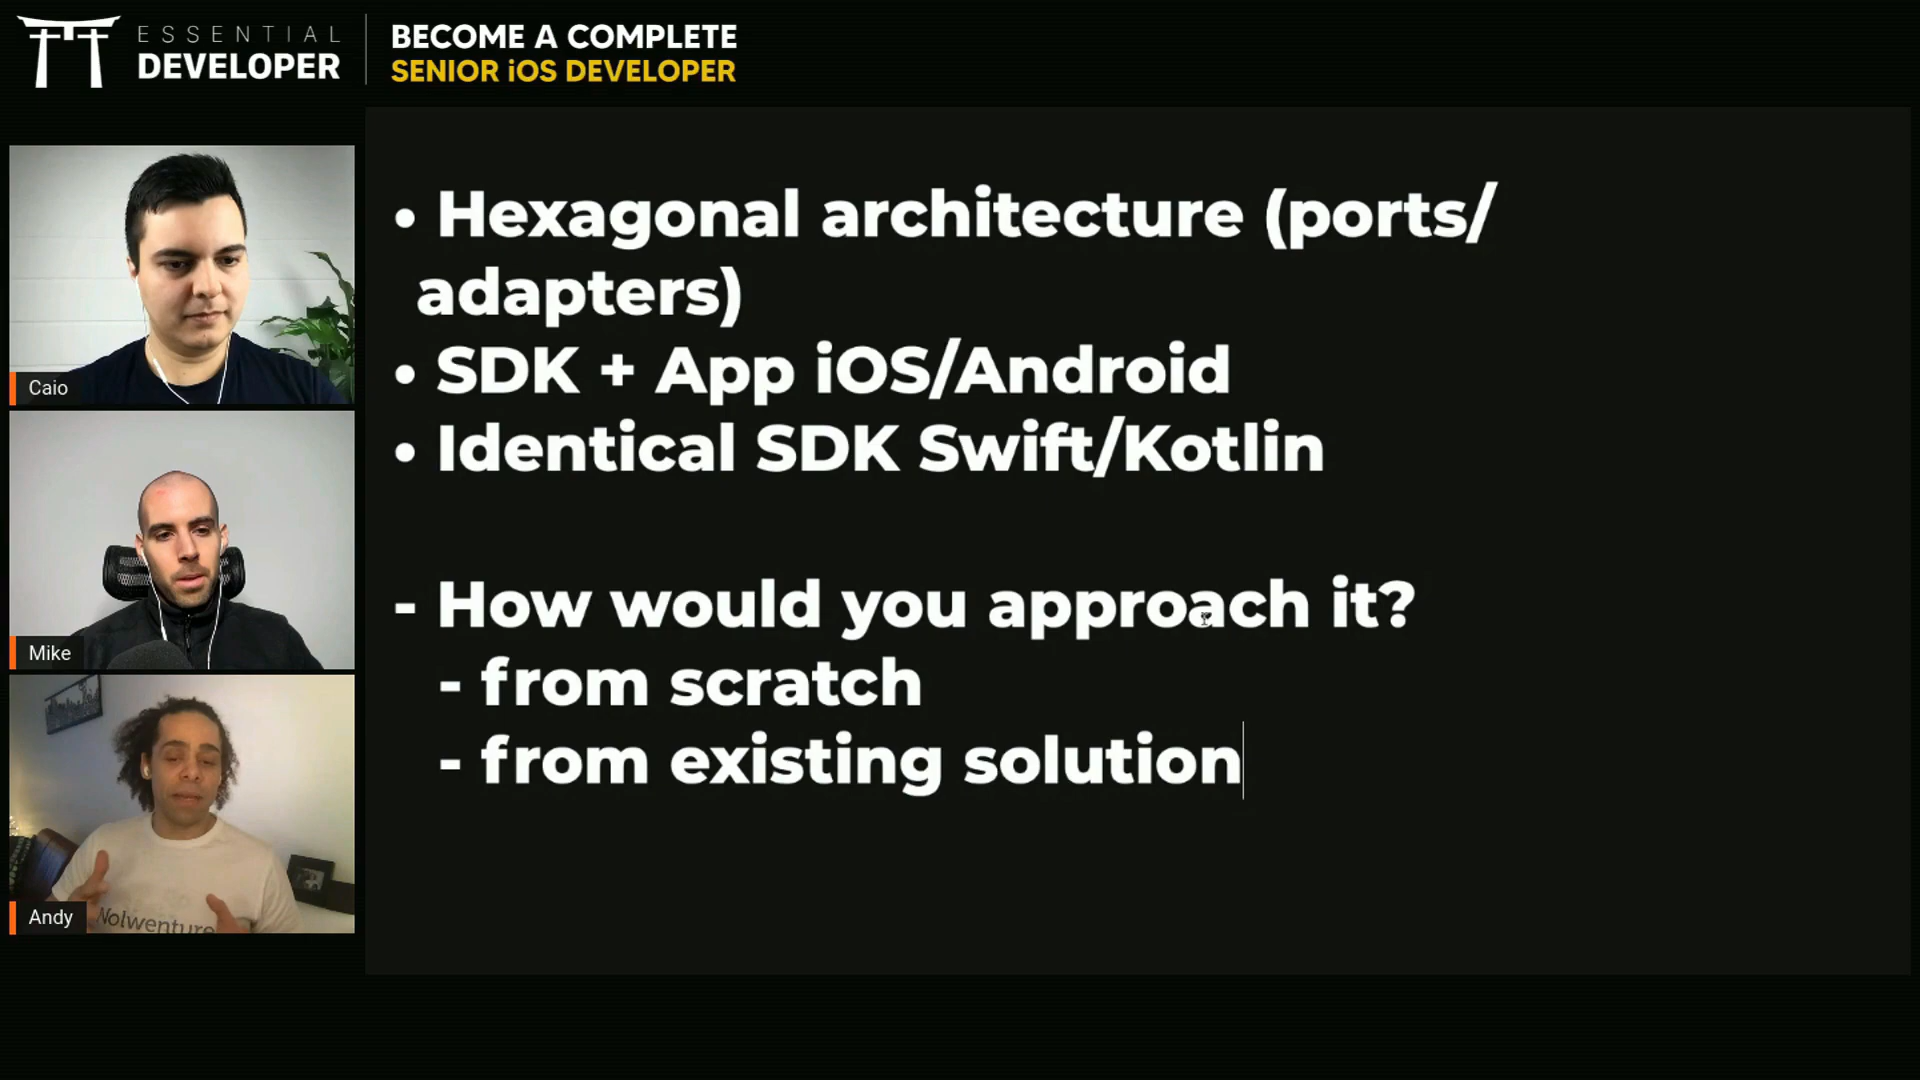 ESSENTIAL
DEVELOPER
BECOME A COMPLETE
SENIOR iOS DEVELOPER
Caio
Mike
Andy
Nolwenture
• Hexagonal architecture (ports/
adapters)
• SDK + App iOS/Android
• Identical SDK Swift/Kotlin
- How would you approach it?
- from scratch
- from existing solution